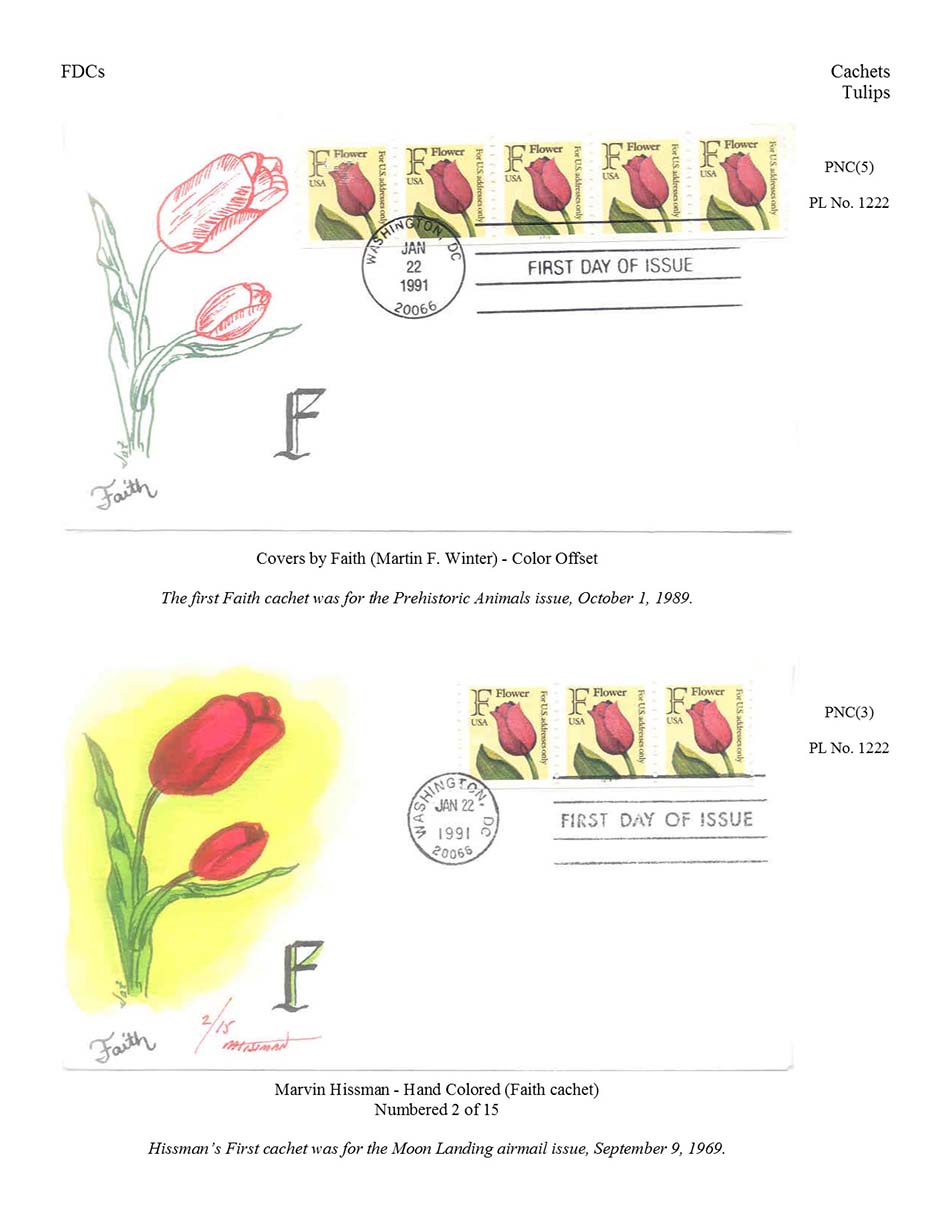 FDCs
Cachets
Tulips
F Flower USA For U.S. addresses only
F Flower USA For U.S. addresses only
F Flower USA For U.S. addresses only
F Flower USA For U.S. addresses only
F Flower USA For U.S. addresses only
PNC(5)
PL No. 1222
WASHINGTON, DC
JAN
22
1991
20066
FIRST DAY OF ISSUE
F
Faith
Covers by Faith (Martin F. Winter) - Color Offset
The first Faith cachet was for the Prehistoric Animals issue, October 1, 1989.
F Flower USA For U.S. addresses only
F Flower USA For U.S. addresses only
F Flower USA For U.S. addresses only
PNC(3)
PL No. 1222
WASHINGTON, DC
JAN 22
1991
20066
FIRST DAY OF ISSUE
F
2/15
HISSMAN
Faith
Marvin Hissman - Hand Colored (Faith cachet)
Numbered 2 of 15
Hissman’s First cachet was for the Moon Landing airmail issue, September 9, 1969.